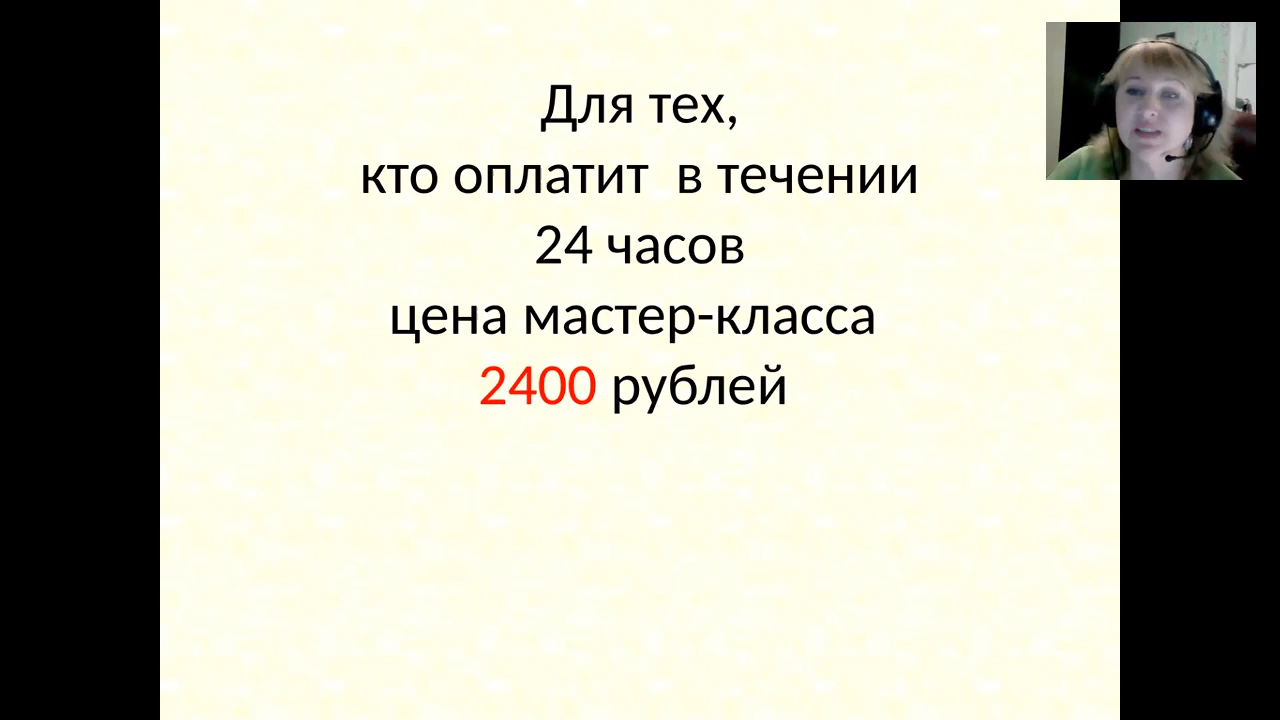 Для тех,
кто оплатит  в течении
24 часов
цена мастер-класса
2400 рублей